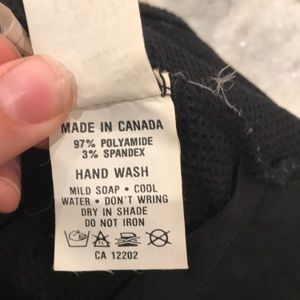 MADE IN CANADA
97% POLYAMIDE
3% SPANDEX
HAND WASH
MILD SOAP • COOL
WATER • DON'T WRING
DRY IN SHADE
DO NOT IRON
CA 12202